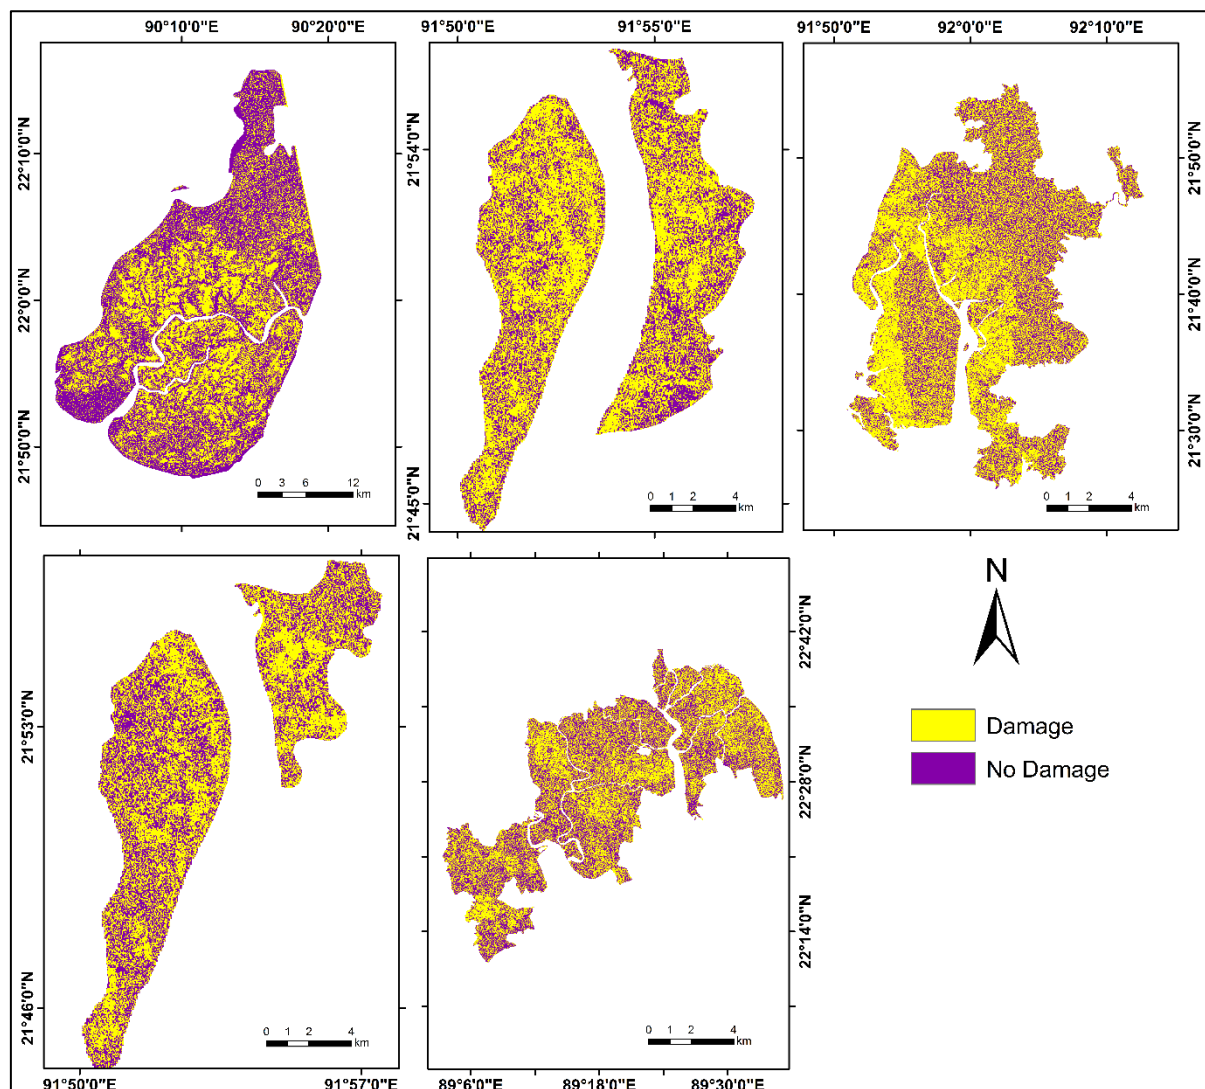 90°10'0"E 90°20'0"E
22°10'0"N
22°0'0"N
21°50'0"N
0 3 6 12
km
91°50'0"E 91°55'0"E
21°54'0"N
21°45'0"N
0 1 2 4
km
91°50'0"E 92°0'0"E 92°10'0"E
21°50'0"N
21°40'0"N
21°30'0"N
0 1 2 4
km
21°53'0"N
21°46'0"N
0 1 2 4
km
91°50'0"E 91°57'0"E
22°42'0"N
22°28'0"N
22°14'0"N
0 1 2 4
km
89°6'0"E 89°18'0"E 89°30'0"E
N
Damage
No Damage